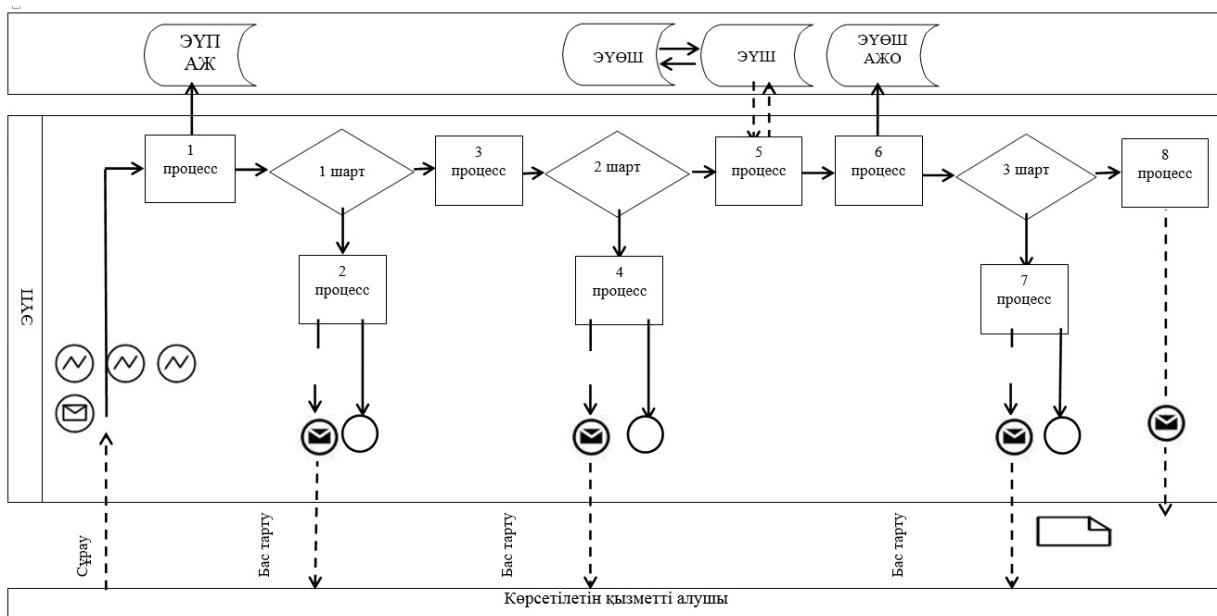 ЭҮП
АЖ
ЭҮӨШ
ЭҮШ
ЭҮӨШ
АЖО
ЭҮП
1
процесс
1 шарт
3
процесс
2 шарт
5
процесс
6
процесс
3 шарт
8
процесс
2
процесс
4
процесс
7
процесс
Сұрау
Бас тарту
Бас тарту
Бас тарту
Көрсетілетін қызметті алушы